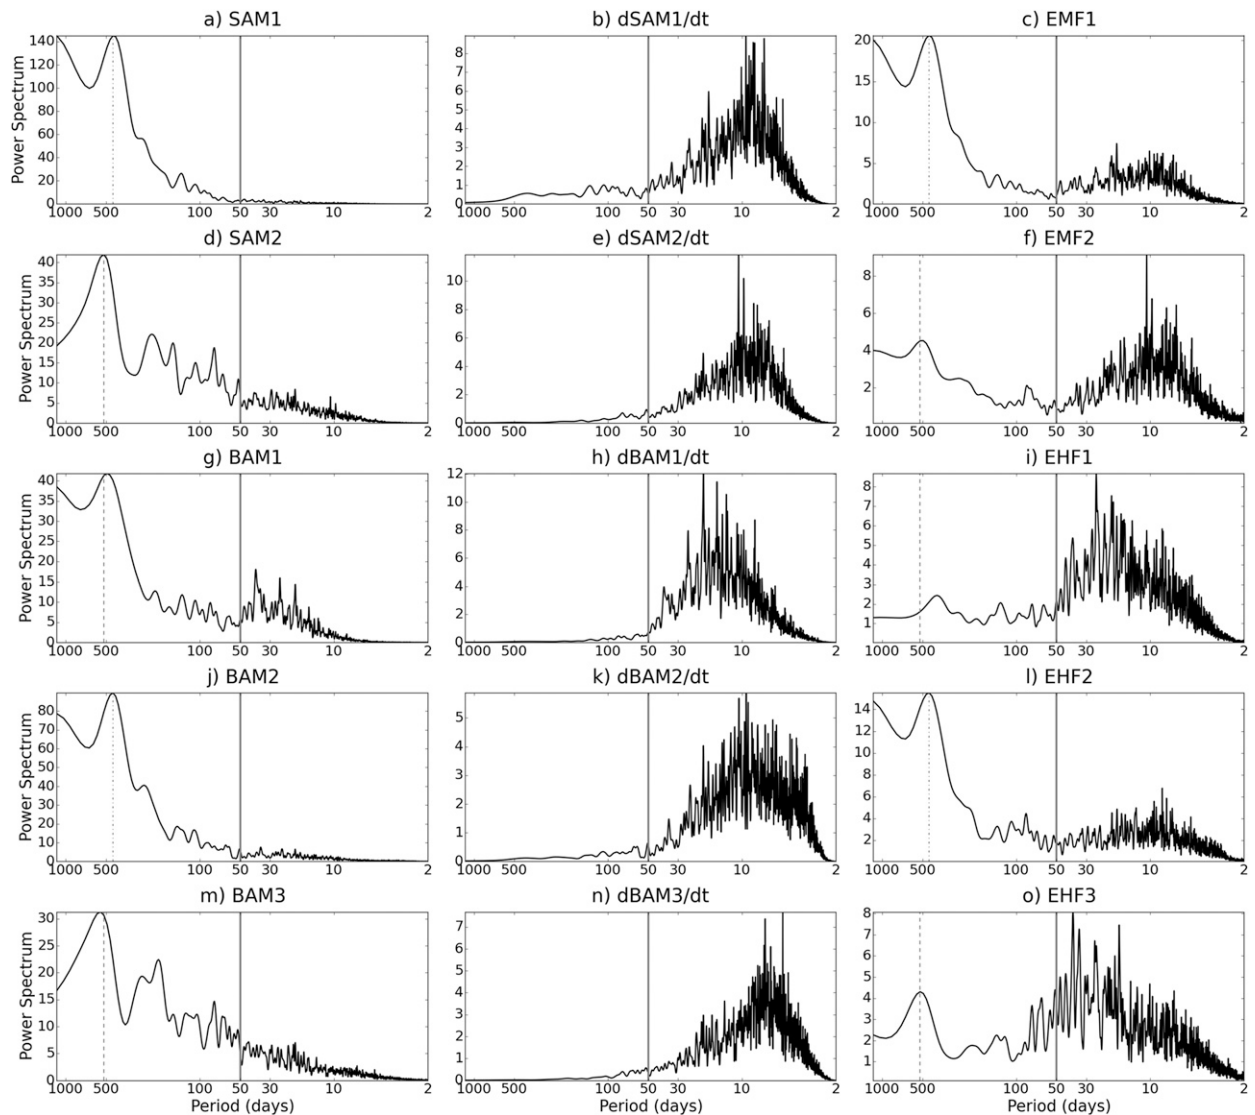 a) SAM1 b) dSAM1/dt c) EMF1
Power Spectrum
140 120 100 80 60 40 20 0
1000 500 100 50 30 10 2
8 7 6 5 4 3 2 1 0
1000 500 50 30 10 2
20 15 10 5 0
1000 500 100 50 30 10 2
d) SAM2 e) dSAM2/dt f) EMF2
Power Spectrum
40 35 30 25 20 15 10 5 0
1000 500 100 50 30 10 2
10 8 6 4 2 0
1000 500 50 30 10 2
8 6 4 2
1000 500 100 50 30 10 2
g) BAM1 h) dBAM1/dt i) EHF1
Power Spectrum
40 35 30 25 20 15 10 5 0
1000 500 100 50 30 10 2
12 10 8 6 4 2 0
1000 500 50 30 10 2
8 7 6 5 4 3 2 1
1000 500 100 50 30 10 2
j) BAM2 k) dBAM2/dt l) EHF2
Power Spectrum
80 70 60 50 40 30 20 10 0
1000 500 100 50 30 10 2
5 4 3 2 1 0
1000 500 50 30 10 2
14 12 10 8 6 4 2
1000 500 100 50 30 10 2
m) BAM3 n) dBAM3/dt o) EHF3
Power Spectrum
30 25 20 15 10 5 0
1000 500 100 50 30 10 2
7 6 5 4 3 2 1 0
1000 500 50 30 10 2
8 7 6 5 4 3 2 1
1000 500 100 50 30 10 2
Period (days) Period (days) Period (days)